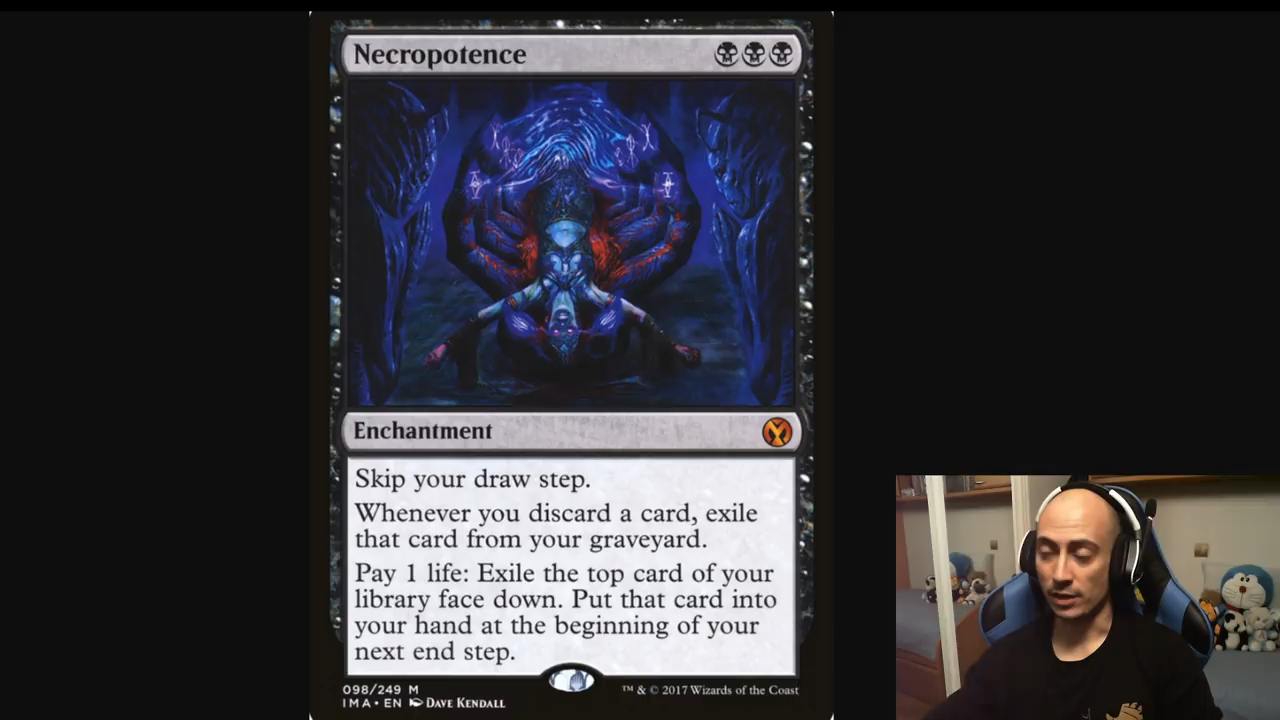 Necropotence
Enchantment
Skip your draw step.
Whenever you discard a card, exile
that card from your graveyard.
Pay 1 life: Exile the top card of your
library face down. Put that card into
your hand at the beginning of your
next end step.
098/249 M
IMA • EN DAVE KENDALL
™ & © 2017 Wizards of the Coast